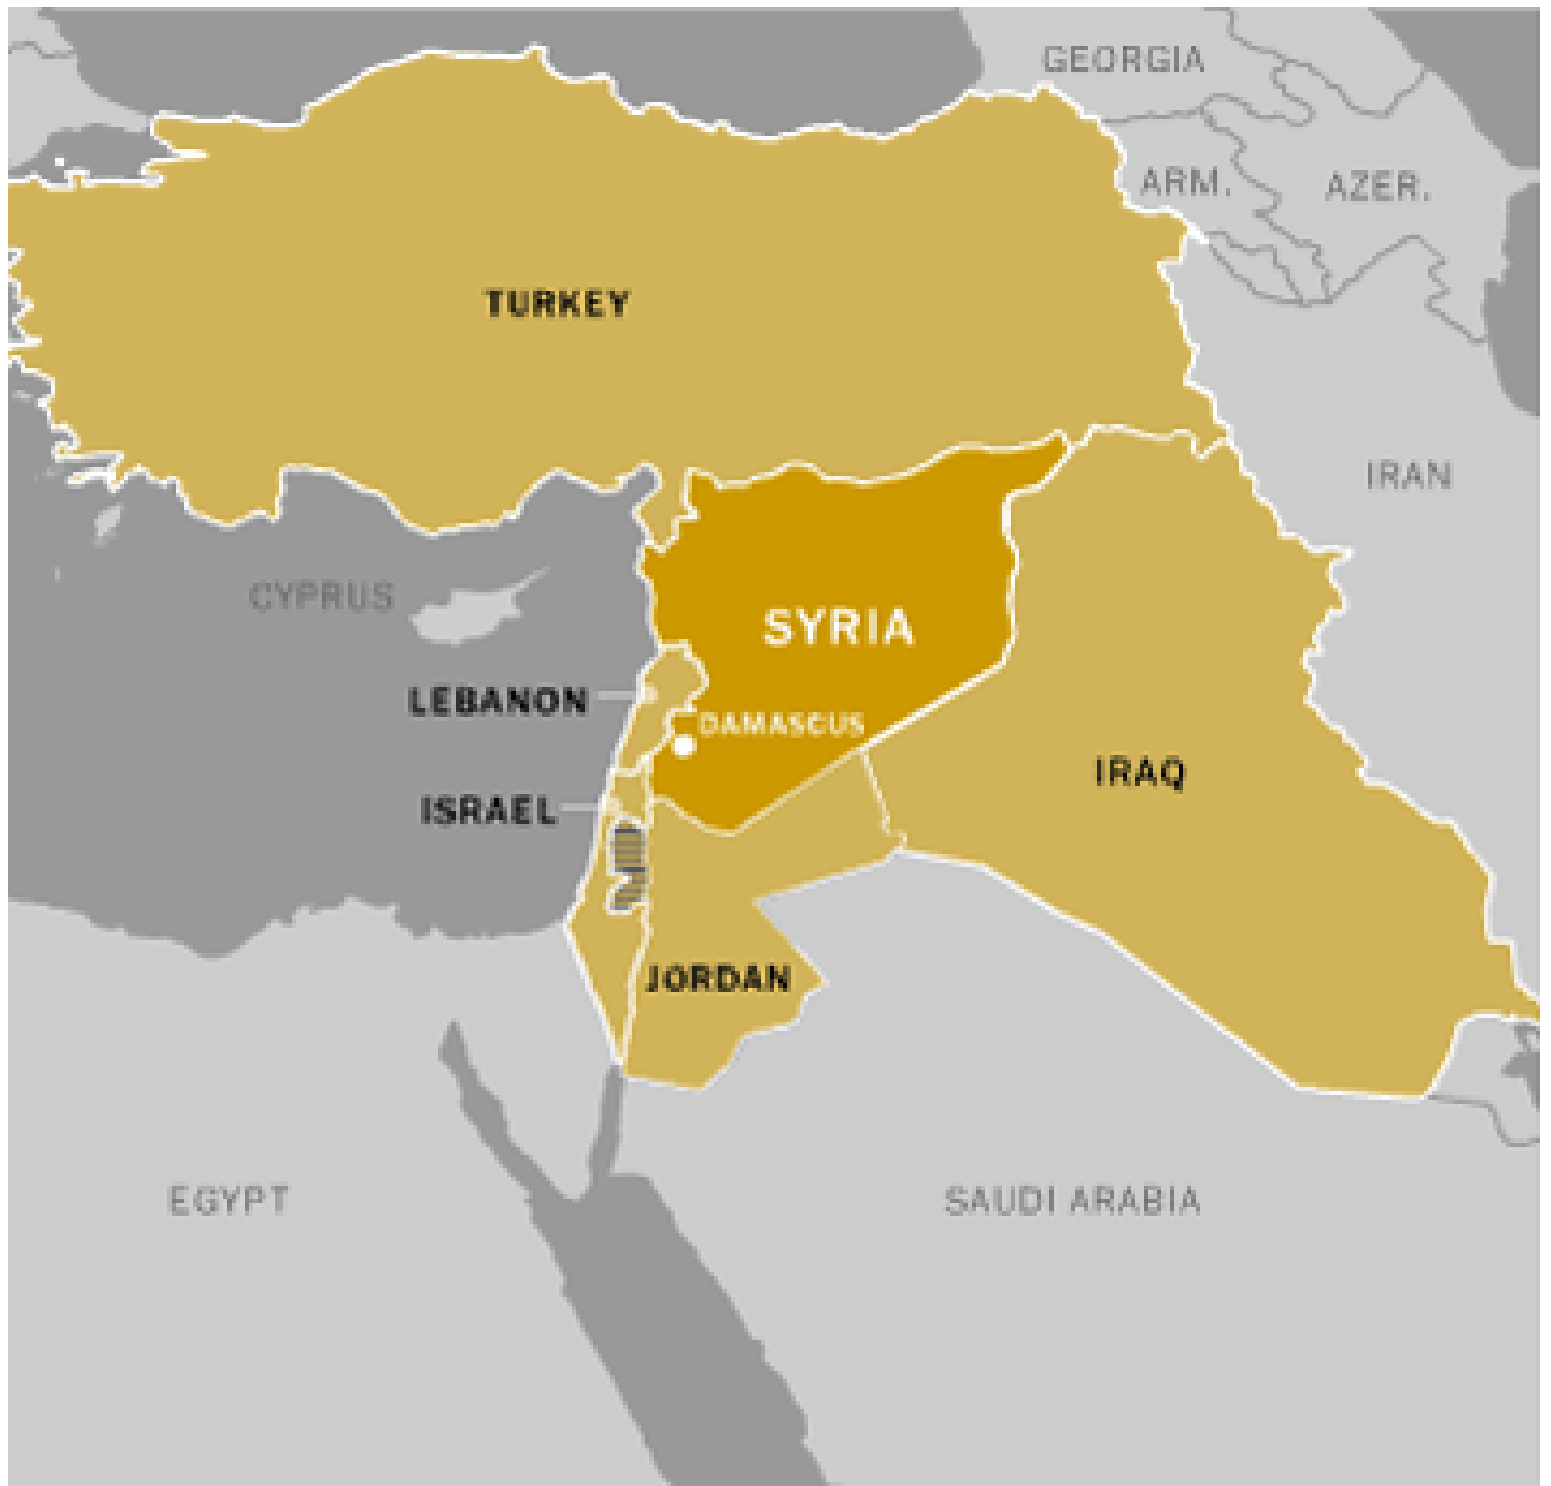 GEORGIA
ARM.
AZER.
TURKEY
IRAN
CYPRUS
SYRIA
LEBANON
DAMASCUS
IRAQ
ISRAEL
JORDAN
EGYPT
SAUDI ARABIA